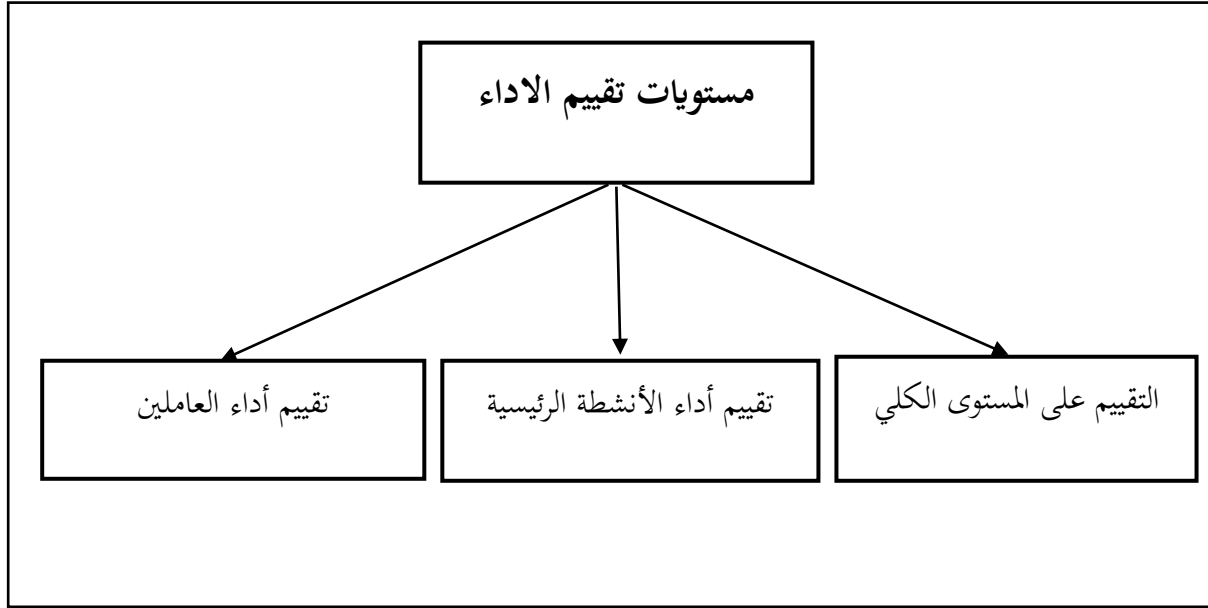 مستويات تقييم الاداء
التقييم على المستوى الكلي
تقييم أداء الأنشطة الرئيسية
تقييم أداء العاملين